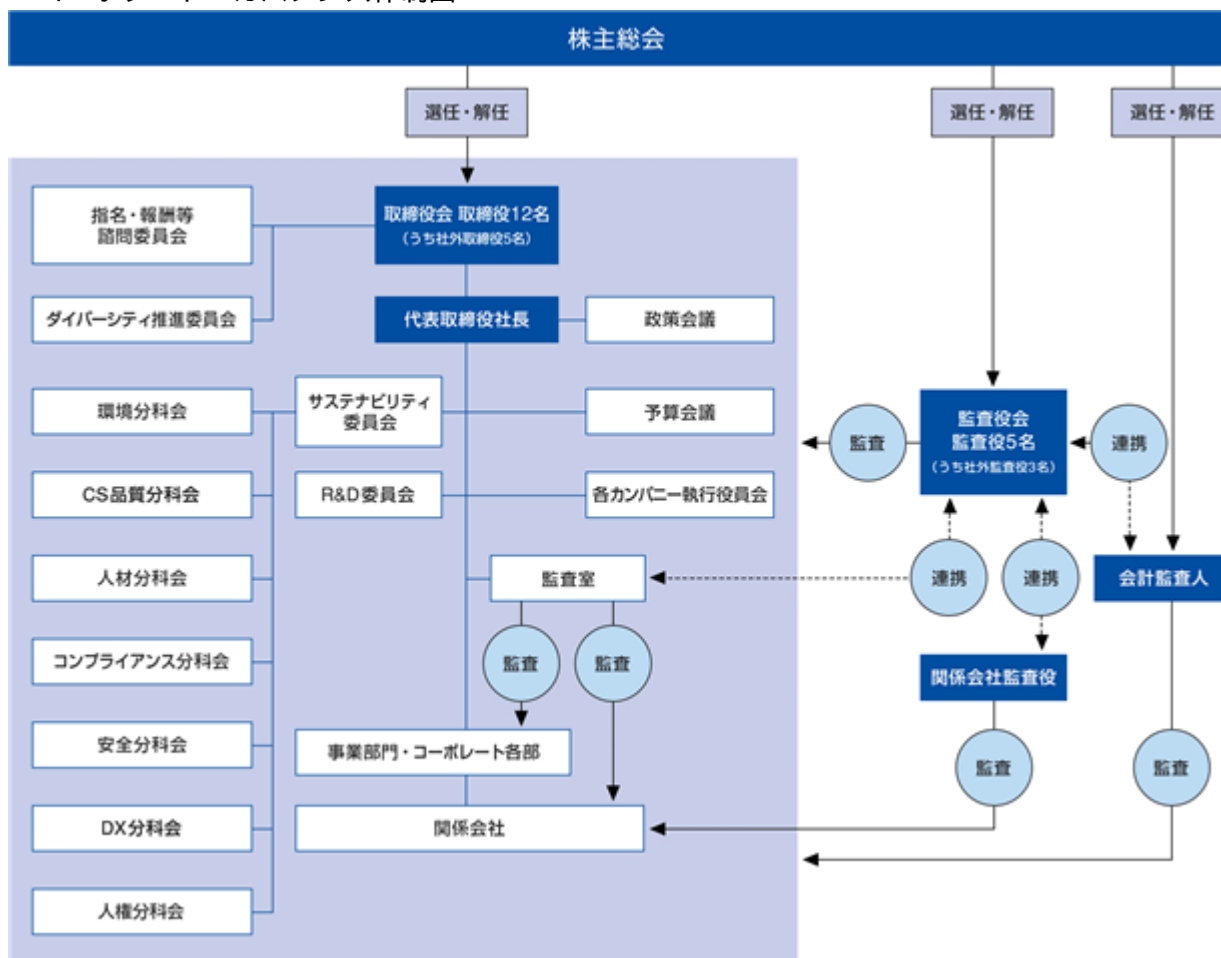 株主総会
選任・解任
選任・解任
選任・解任
指名・報酬等
諮問委員会
取締役会 取締役12名
（うち社外取締役5名）
ダイバーシティ推進委員会
代表取締役社長
政策会議
環境分科会
サステナビリティ
委員会
予算会議
監査
監査役会
監査役5名
（うち社外監査役3名）
連携
CS品質分科会
R&D委員会
各カンパニー執行役員会
人材分科会
監査室
連携
連携
会計監査人
コンプライアンス分科会
監査
監査
関係会社監査役
安全分科会
事業部門・コーポレート各部
監査
監査
DX分科会
関係会社
人権分科会